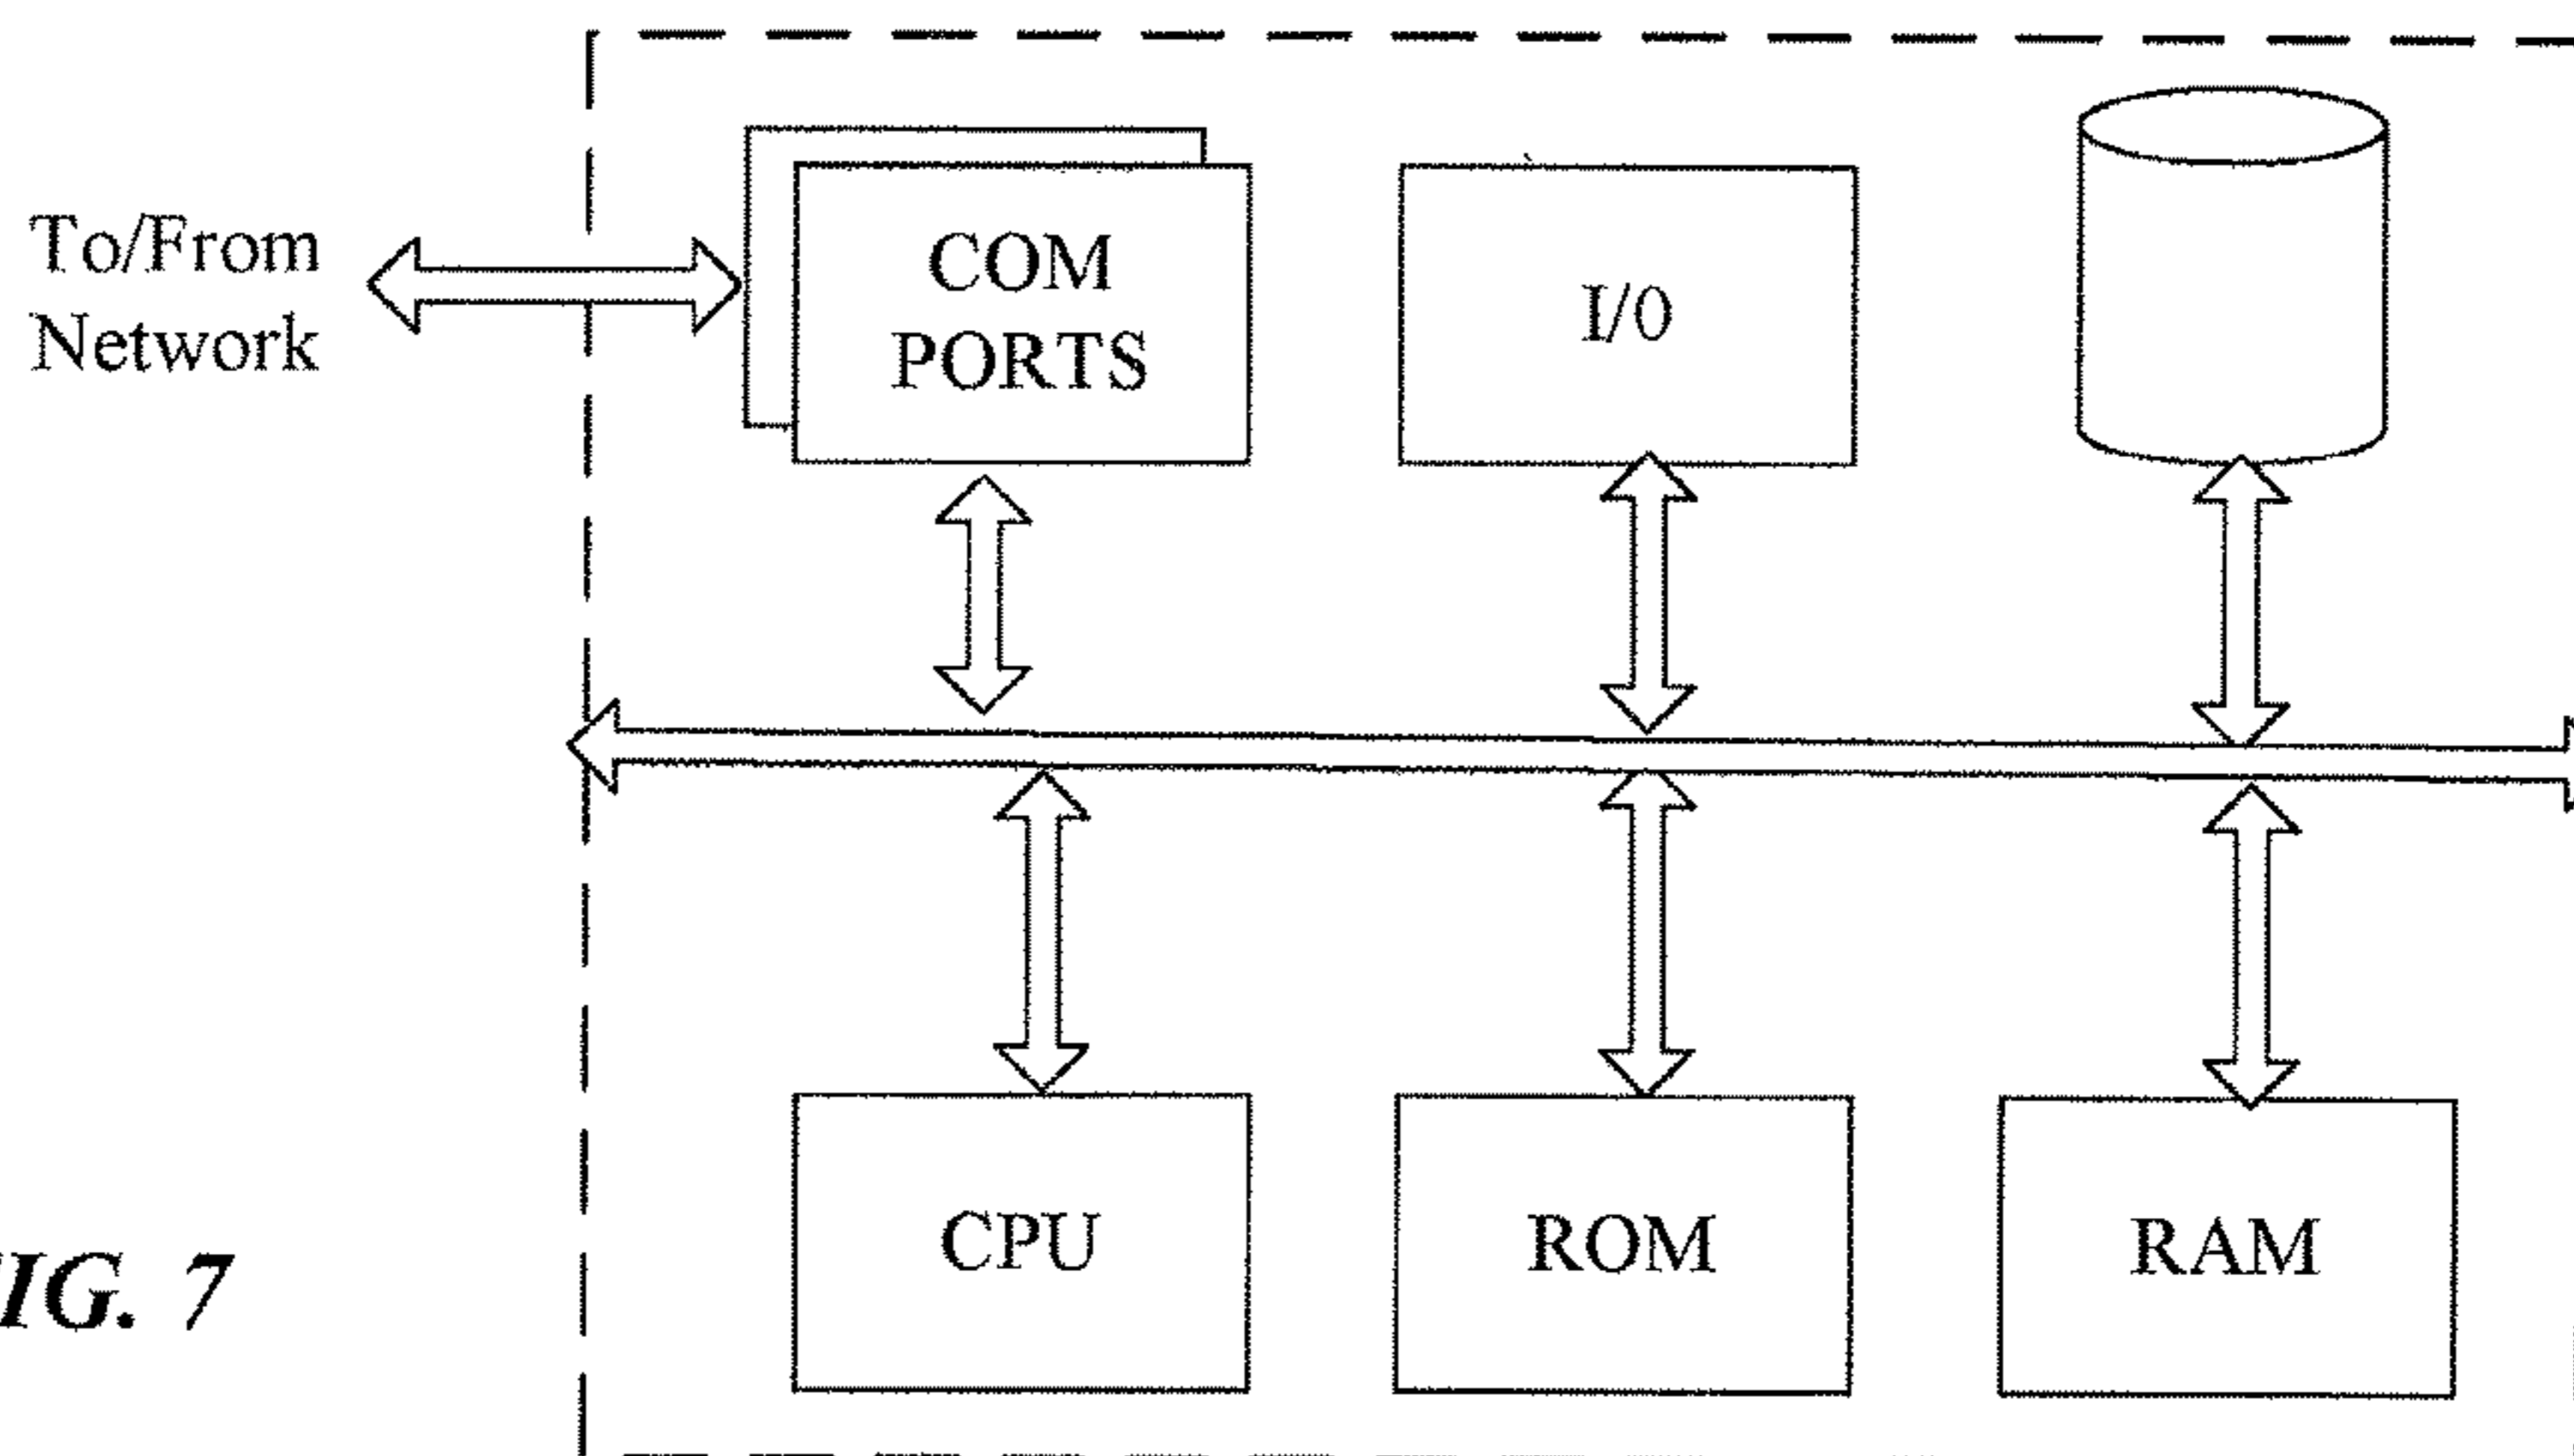 To/From
Network
COM
PORTS
I/0
CPU
ROM
RAM
IG. 7